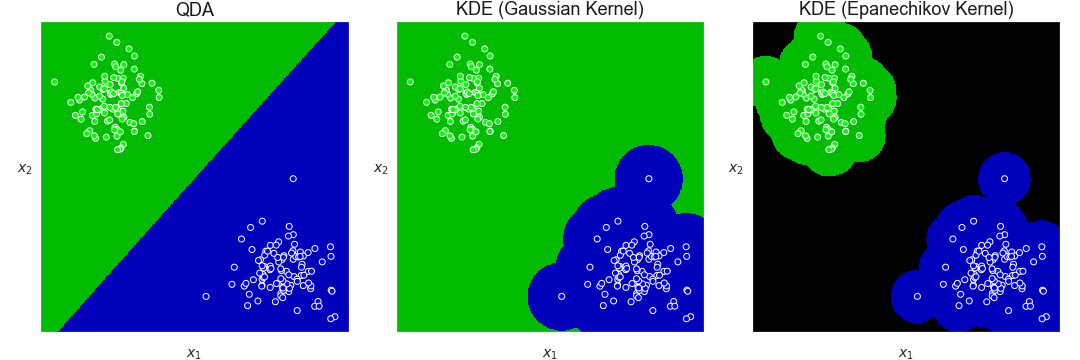 QDA
KDE (Gaussian Kernel)
KDE (Epanechikov Kernel)
x₂
x₂
x₂
x₁
x₁
x₁